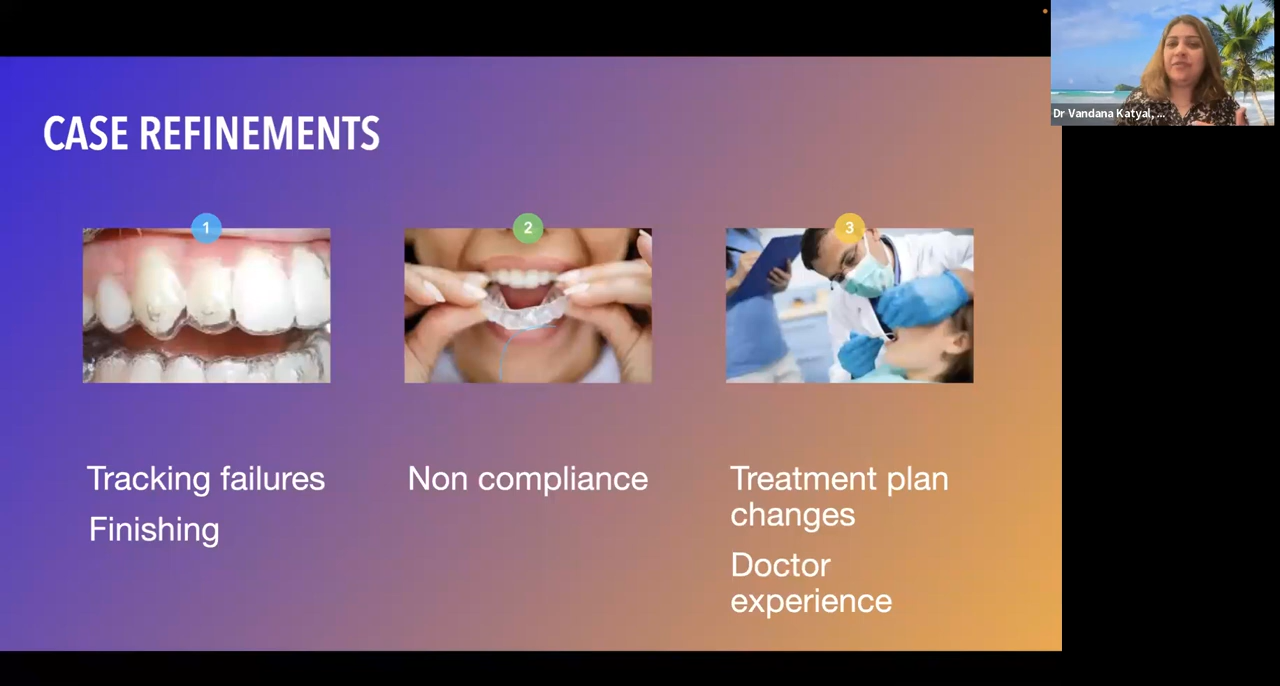 Dr Vandana Katyal, ...
CASE REFINEMENTS
1
2
3
Tracking failures
Finishing
Non compliance
Treatment plan
changes
Doctor
experience